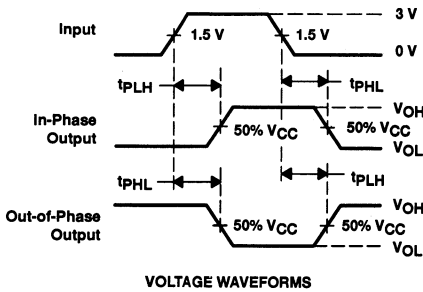 Input
1.5 V
1.5 V
3 V
0 V
tPLH
tPHL
In-Phase
Output
50% VCC
50% VCC
VOH
VOL
tPHL
tPLH
Out-of-Phase
Output
50% VCC
50% VCC
VOH
VOL
VOLTAGE WAVEFORMS